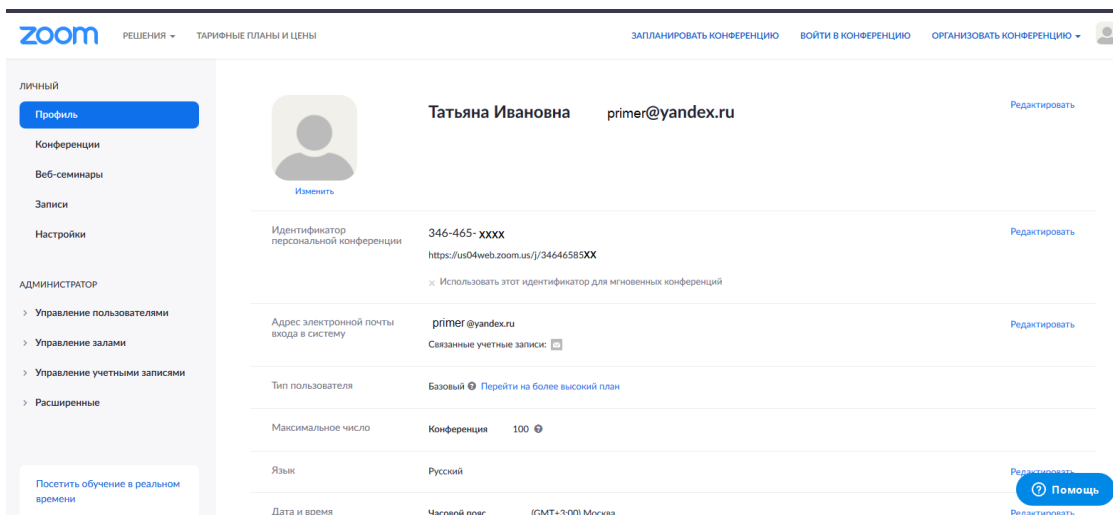 zoom РЕШЕНИЯ ТАРИФНЫЕ ПЛАНЫ И ЦЕНЫ ЗАПЛАНИРОВАТЬ КОНФЕРЕНЦИЮ ВОЙТИ В КОНФЕРЕНЦИЮ ОРГАНИЗОВАТЬ КОНФЕРЕНЦИЮ
ЛИЧНЫЙ
Профиль
Конференции
Веб-семинары
Записи
Настройки
АДМИНИСТРАТОР
Управление пользователями
Управление залами
Управление учетными записями
Расширенные
Посетить обучение в реальном
времени
Татьяна Ивановна primer@yandex.ru Редактировать
Изменить
Идентификатор
персональной конференции
346-465- XXXX Редактировать
https://us04web.zoom.us/j/34646585XX
× Использовать этот идентификатор для мгновенных конференций
Адрес электронной почты
входа в систему
primer@yandex.ru Редактировать
Связанные учетные записи:
Тип пользователя Базовый Перейти на более высокий план
Максимальное число Конференция 100
Язык Русский Редактировать
Помощь
Дата и время Часовой пояс (GMT+3:00) Москва Редактировать